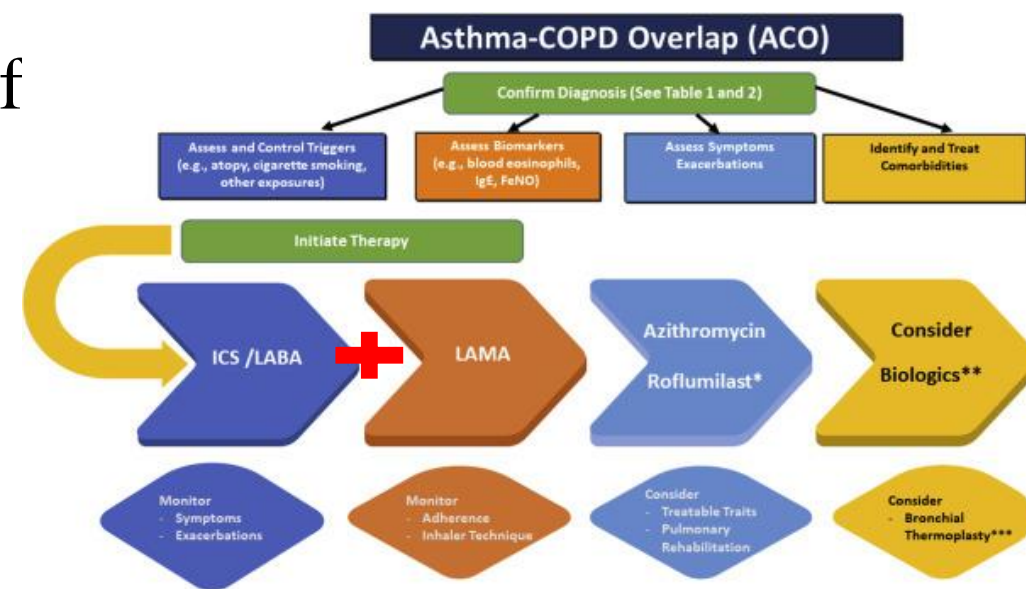 f
Asthma-COPD Overlap (ACO)
Confirm Diagnosis (See Table 1 and 2)
Assess and Control Triggers
(e.g., atopy, cigarette smoking,
other exposures)
Assess Biomarkers
(e.g., blood eosinophils,
IgE, FeNO)
Assess Symptoms
Exacerbations
Identify and Treat
Comorbidities
Initiate Therapy
ICS /LABA
LAMA
Azithromycin
Roflumilast*
Consider
Biologics**
Monitor
- Symptoms
- Exacerbations
Monitor
- Adherence
- Inhaler Technique
Consider
- Treatable Traits
- Pulmonary
Rehabilitation
Consider
- Bronchial
Thermoplasty***